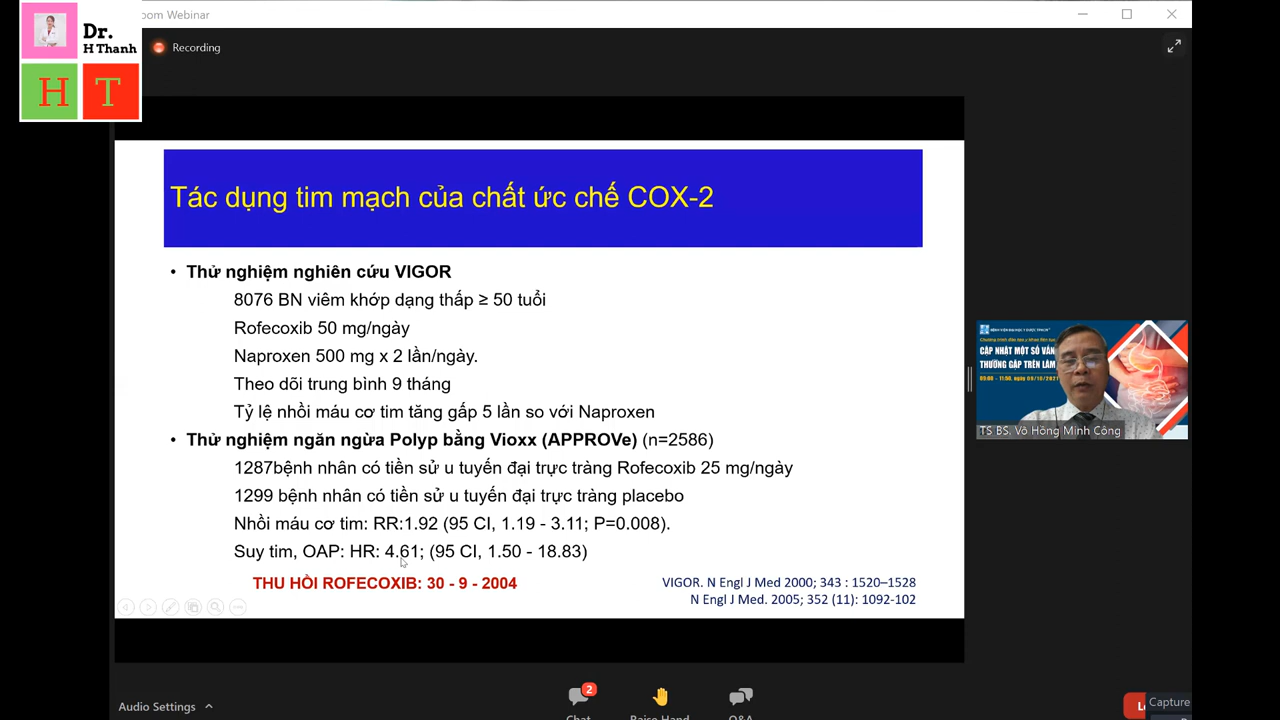 oom Webinar
Dr.
H Thanh
H T
Recording
Tác dụng tim mạch của chất ức chế COX-2
• Thử nghiệm nghiên cứu VIGOR
8076 BN viêm khớp dạng thấp ≥ 50 tuổi
Rofecoxib 50 mg/ngày
Naproxen 500 mg x 2 lần/ngày.
Theo dõi trung bình 9 tháng
Tỷ lệ nhồi máu cơ tim tăng gấp 5 lần so với Naproxen
• Thử nghiệm ngăn ngừa Polyp bằng Vioxx (APPROVe) (n=2586)
1287bệnh nhân có tiền sử u tuyến đại trực tràng Rofecoxib 25 mg/ngày
1299 bệnh nhân có tiền sử u tuyến đại trực tràng placebo
Nhồi máu cơ tim: RR:1.92 (95 CI, 1.19 - 3.11; P=0.008).
Suy tim, OAP: HR: 4.61; (95 CI, 1.50 - 18.83)
THU HỒI ROFECOXIB: 30 - 9 - 2004
VIGOR. N Engl J Med 2000; 343 : 1520–1528
N Engl J Med. 2005; 352 (11): 1092-102
BỆNH VIỆN ĐẠI HỌC Y DƯỢC TPHCM
CẬP NHẬT MỘT SỐ VẤN
THƯỜNG GẶP TRÊN LÂM
TS BS. Võ Hồng Minh Công
Audio Settings
2
Chat
Raise Hand
Q&A
Capture